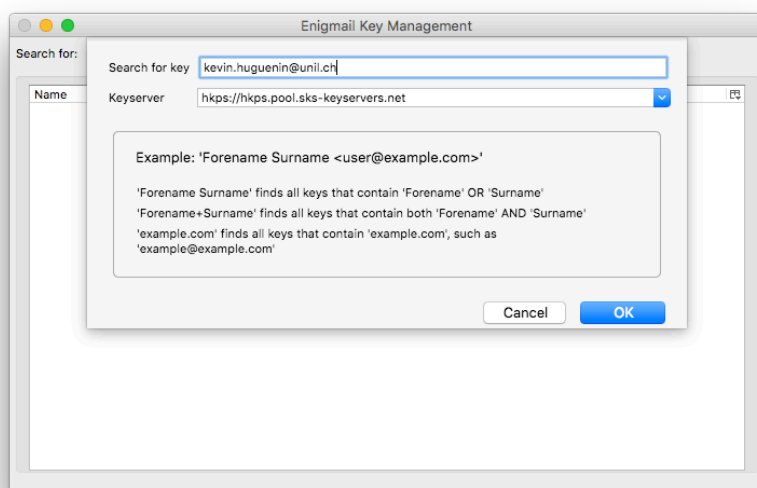 Enigmail Key Management
Search for:
Search for key kevin.huguenin@unil.ch
Name
Keyserver hkps://hkps.pool.sks-keyservers.net
Example: 'Forename Surname <user@example.com>'
'Forename Surname' finds all keys that contain 'Forename' OR 'Surname'
'Forename+Surname' finds all keys that contain both 'Forename' AND 'Surname'
'example.com' finds all keys that contain 'example.com', such as
'example@example.com'
Cancel OK